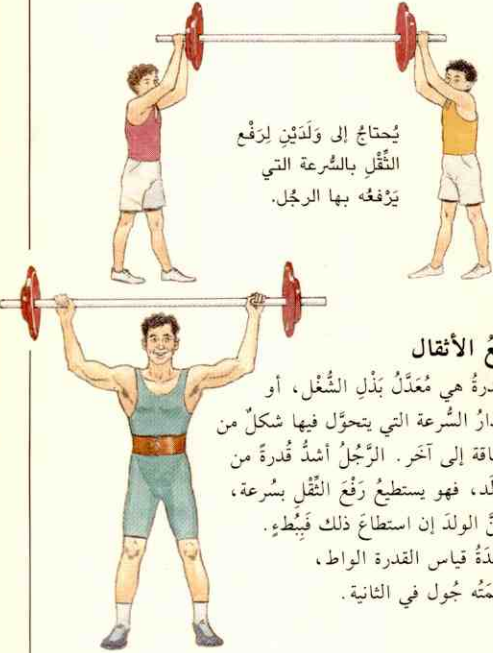 يُحتاجُ إلى وَلَدَيْنِ لِرَفْع
الثِّقْلِ بالسُّرعة التي
يَرْفعُه بها الرجُل.
الأثقال
هي مُعَدَّلُ بَذْلِ الشُّغْل، أو
السُّرعة التي يتحوَّل فيها شكلٌ من
إلى آخَر. الرَّجُلُ أشدُّ قُدرةً من
فهو يستطيعُ رَفْعَ الثِّقْلِ بسُرعة،
الولدَ إن استطاعَ ذلك فَبِبُطءٍ.
قياس القدرة الواط،
جُول في الثانية.